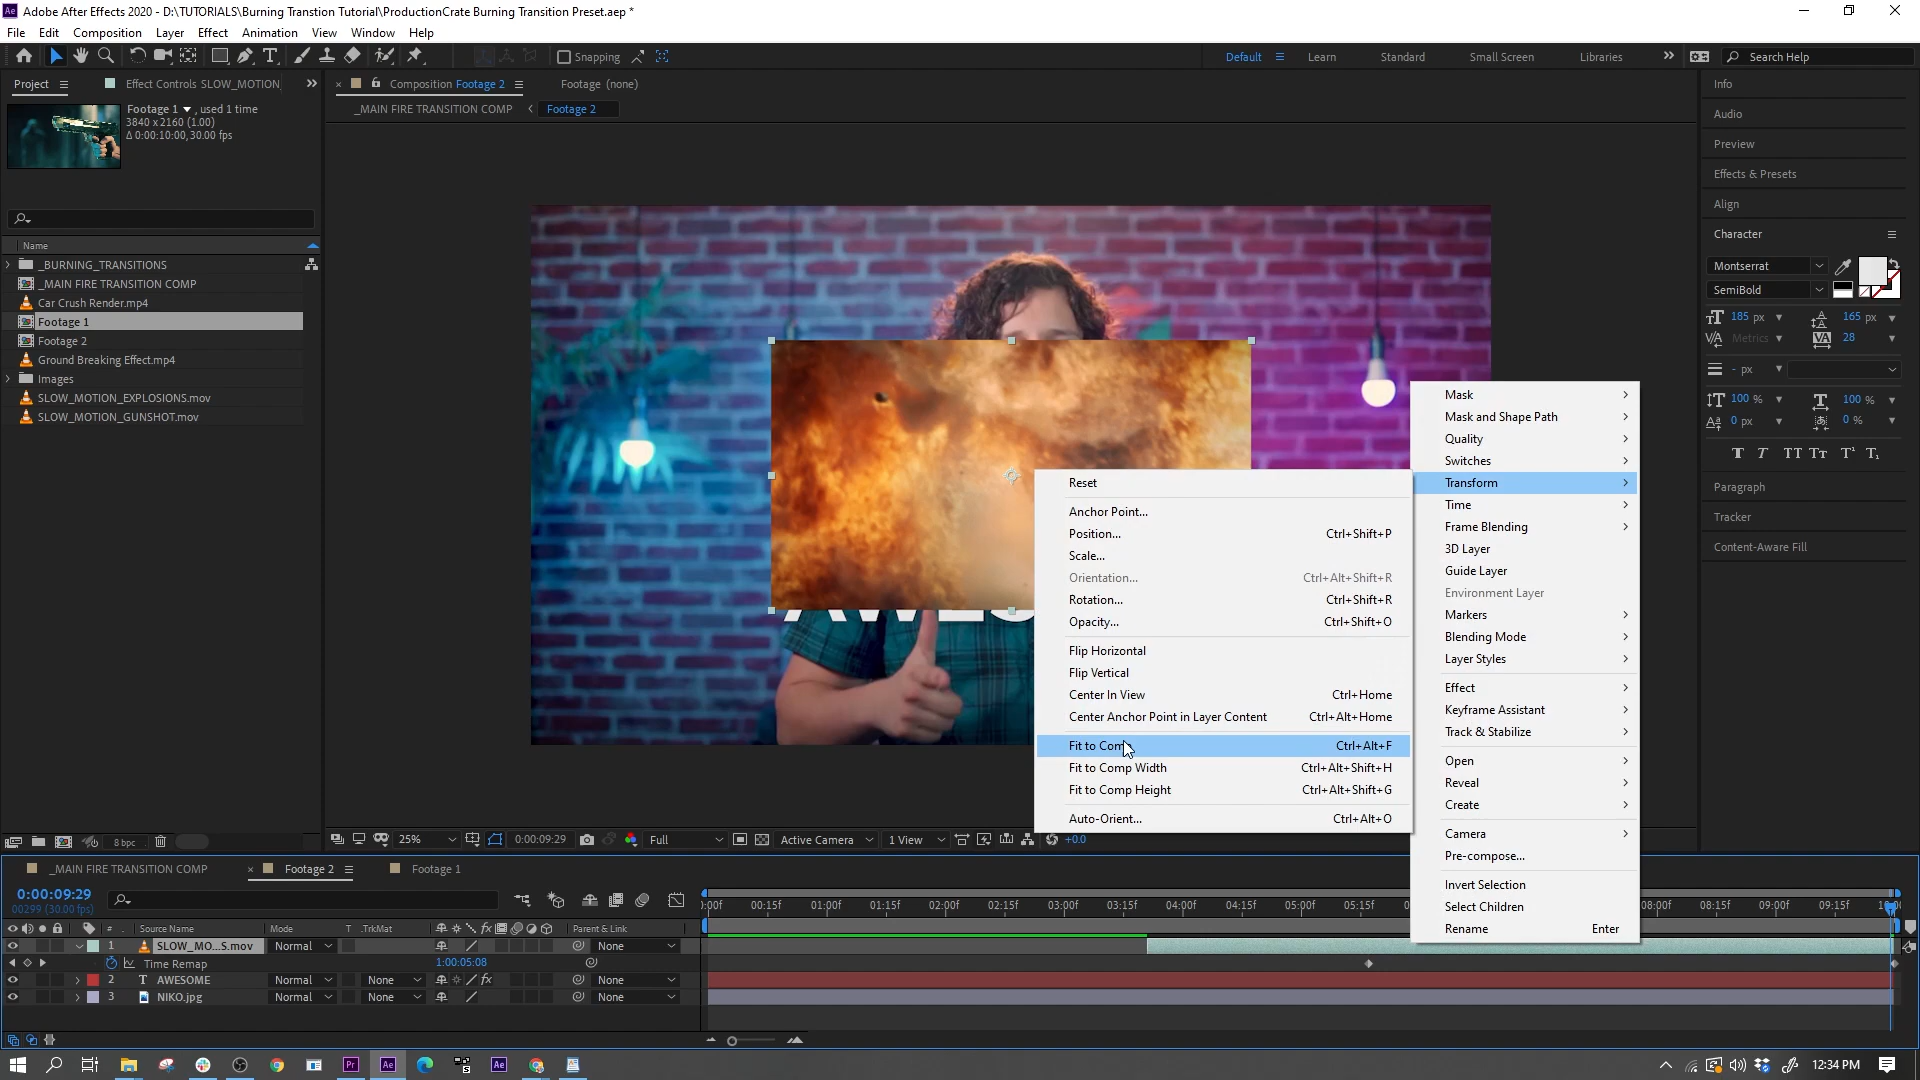 Adobe After Effects 2020 - D:\TUTORIALS\Burning Transtion Tutorial\ProductionCrate Burning Transition Preset.aep *
File Edit Composition Layer Effect Animation View Window Help
Snapping
Default Learn Standard Small Screen Libraries Search Help
Project Effect Controls SLOW_MOTION
Composition Footage 2 Footage (none)
_MAIN FIRE TRANSITION COMP Footage 2
Footage 1 , used 1 time
3840 x 2160 (1.00)
Δ 0:00:10:00, 30.00 fps
Name
_BURNING_TRANSITIONS
_MAIN FIRE TRANSITION COMP
Car Crush Render.mp4
Footage 1
Footage 2
Ground Breaking Effect.mp4
Images
SLOW_MOTION_EXPLOSIONS.mov
SLOW_MOTION_GUNSHOT.mov
Reset
Anchor Point...
Position... Ctrl+Shift+P
Scale...
Orientation... Ctrl+Alt+Shift+R
Rotation... Ctrl+Shift+R
Opacity... Ctrl+Shift+O
Flip Horizontal
Flip Vertical
Center In View Ctrl+Home
Center Anchor Point in Layer Content Ctrl+Alt+Home
Fit to Comp Ctrl+Alt+F
Fit to Comp Width Ctrl+Alt+Shift+H
Fit to Comp Height Ctrl+Alt+Shift+G
Auto-Orient... Ctrl+Alt+O
Mask
Mask and Shape Path
Quality
Switches
Transform
Time
Frame Blending
3D Layer
Guide Layer
Environment Layer
Markers
Blending Mode
Layer Styles
Effect
Keyframe Assistant
Track & Stabilize
Open
Reveal
Create
Camera
Pre-compose...
Invert Selection
Select Children
Rename Enter
Info
Audio
Preview
Effects & Presets
Align
Character
Montserrat
SemiBold
185 px 165 px
Metrics 28
- px
100 % 100 %
0 px 0 %
T T TT Tr T¹ T₁
Paragraph
Tracker
Content-Aware Fill
8 bpc
25% 0:00:09:29 Full Active Camera 1 View +0.0
_MAIN FIRE TRANSITION COMP Footage 2 Footage 1
0:00:09:29
00299 (30.00 fps)
:00f 00:15f 01:00f 01:15f 02:00f 02:15f 03:00f 03:15f 04:00f 04:15f 05:00f 05:15f 08:00f 08:15f 09:00f 09:15f
# Source Name Mode T .TrkMat Parent & Link
1 SLOW_MO...S.mov Normal None
Time Remap 1:00:05:08
2 T AWESOME Normal None None
3 NIKO.jpg Normal None None
12:34 PM